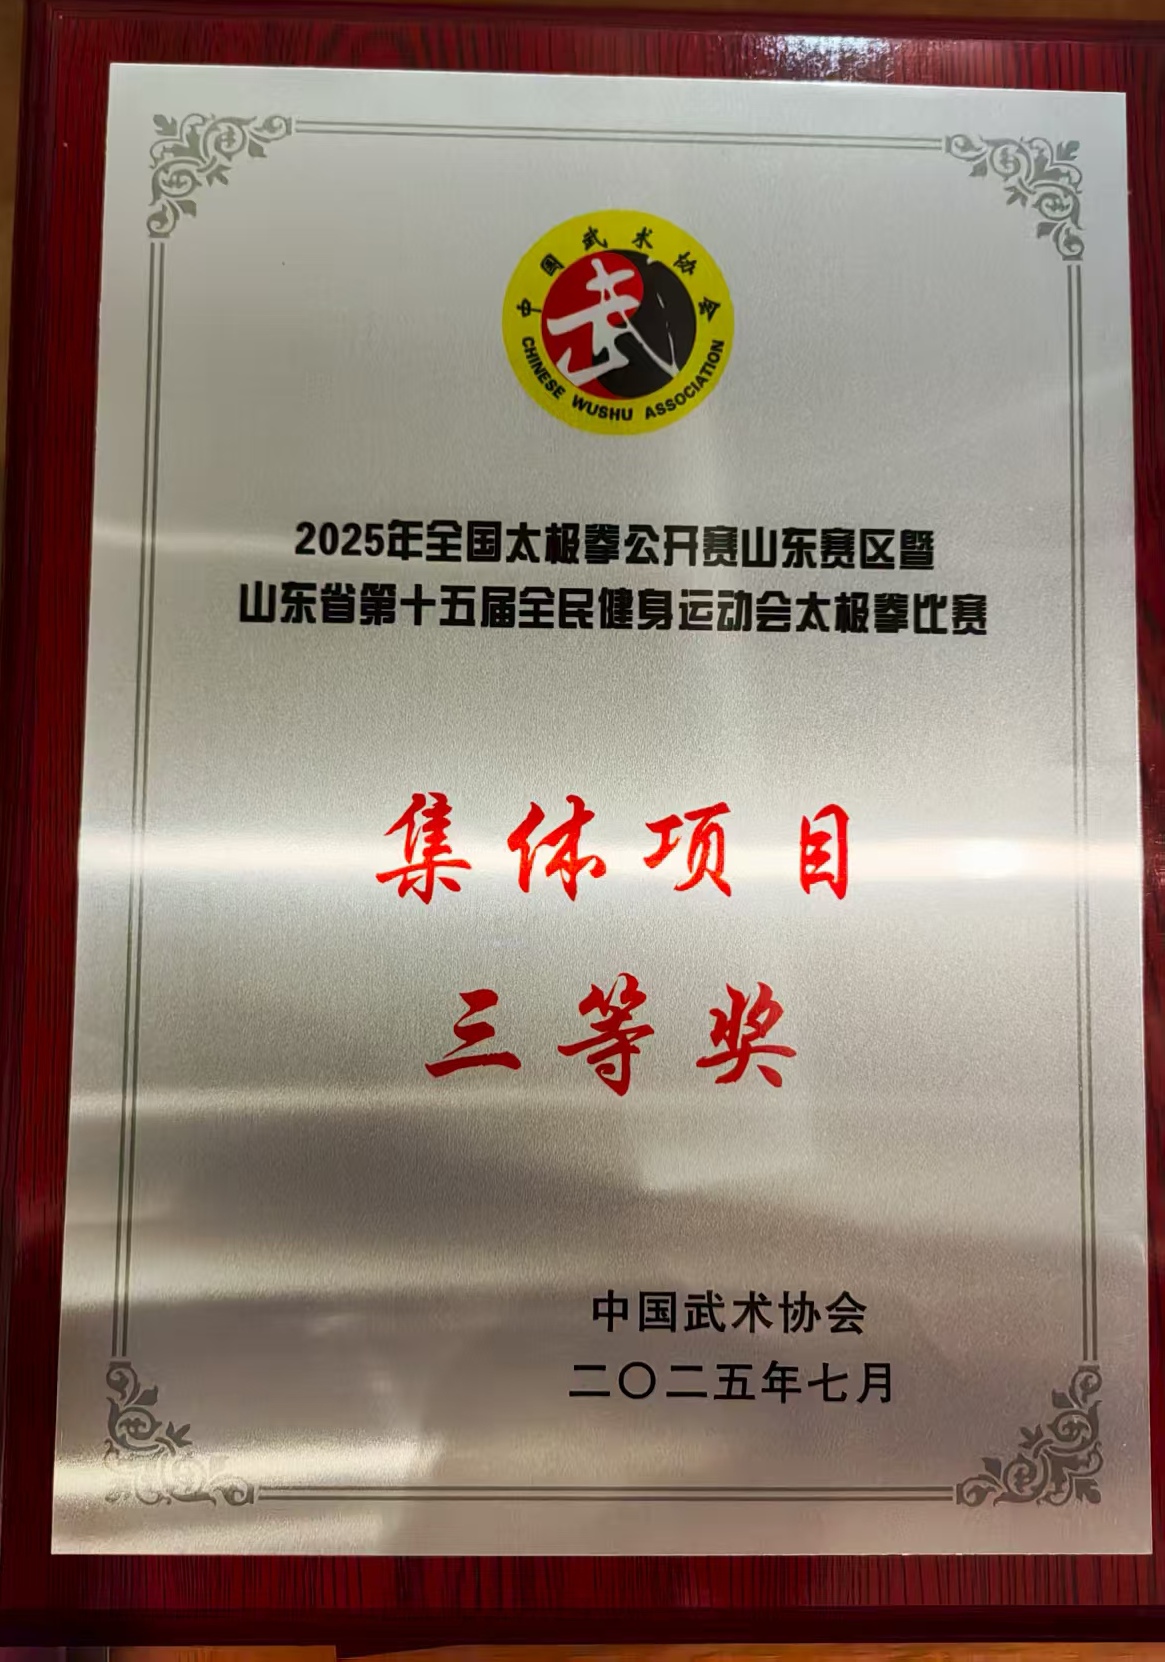 中国武术协会
武
CHINESE WUSHU ASSOCIATION
2025年全国太极拳公开赛山东赛区暨
山东省第十五届全民健身运动会太极拳比赛
集体项目
三等奖
中国武术协会
二〇二五年七月